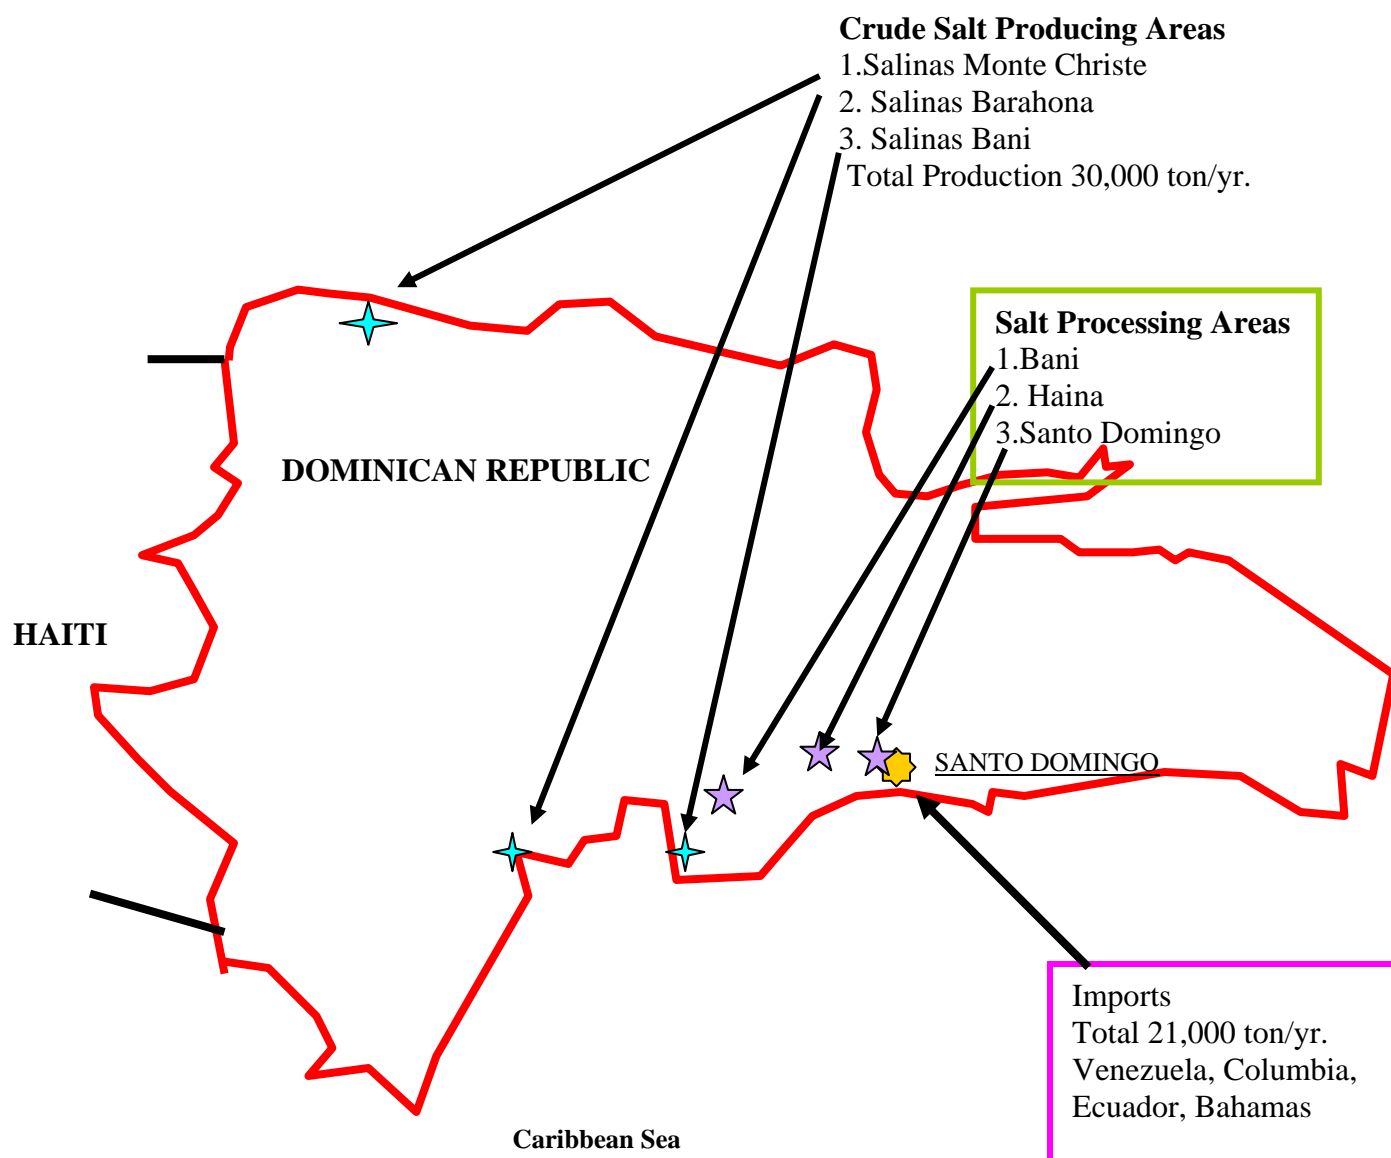 Crude Salt Producing Areas
1.Salinas Monte Christe
2. Salinas Barahona
3. Salinas Bani
Total Production 30,000 ton/yr.
Salt Processing Areas
1.Bani
2. Haina
3.Santo Domingo
DOMINICAN REPUBLIC
HAITI
SANTO DOMINGO
Imports
Total 21,000 ton/yr.
Venezuela, Columbia,
Ecuador, Bahamas
Caribbean Sea